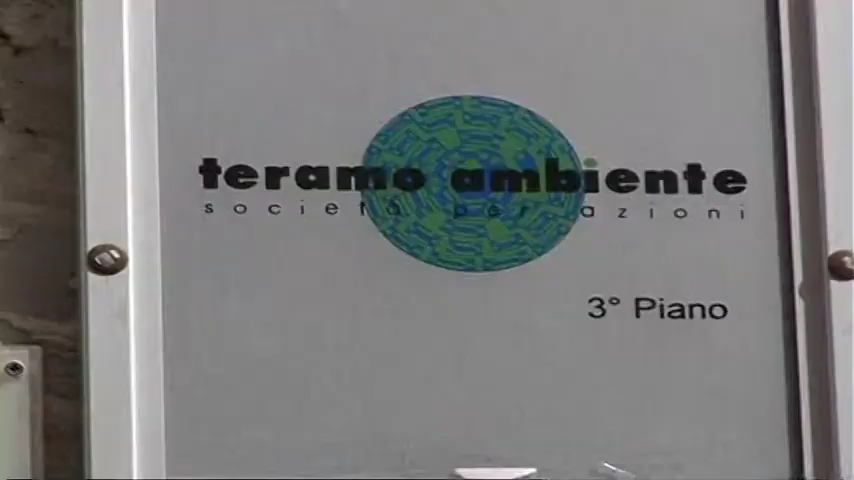 teramo ambiente
società per azioni
3° Piano